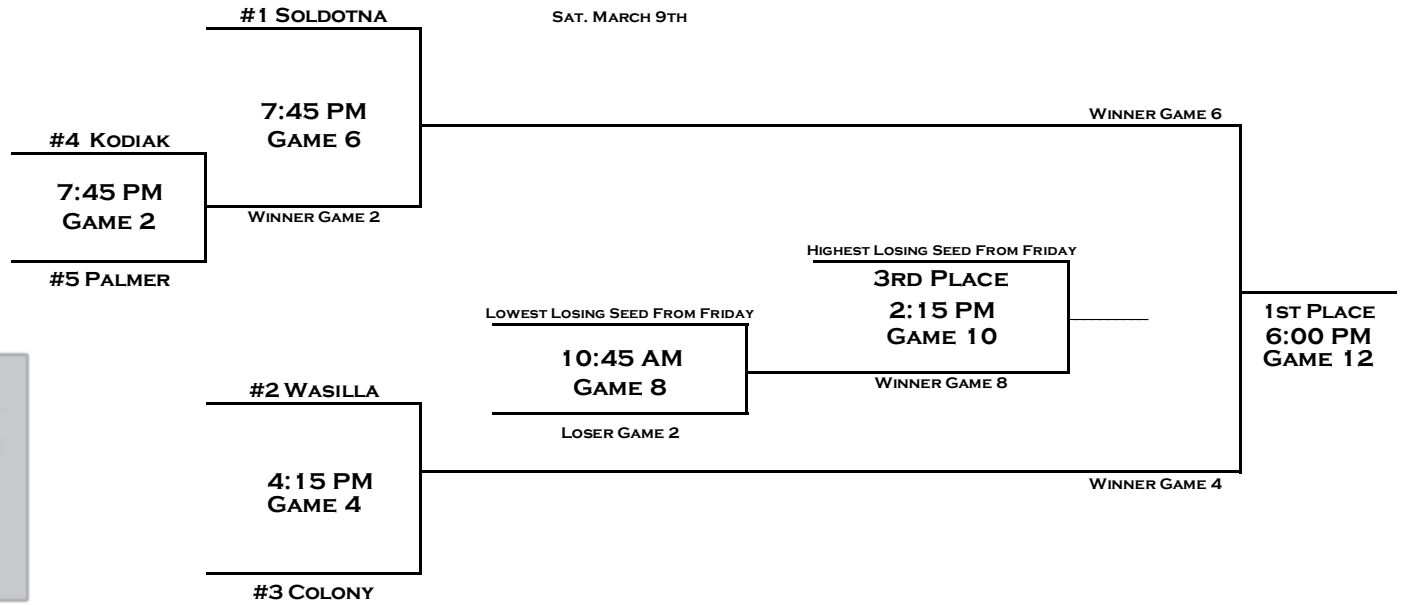 #1 Soldotna
Sat. March 9th
7:45 PM
Game 6
Winner Game 6
#4 Kodiak
7:45 PM
Game 2
Winner Game 2
#5 Palmer
Highest Losing Seed From Friday
3rd Place
2:15 PM
Game 10
Lowest Losing Seed From Friday
10:45 AM
Game 8
Winner Game 8
Loser Game 2
1st Place
6:00 PM
Game 12
#2 Wasilla
4:15 PM
Game 4
Winner Game 4
#3 Colony